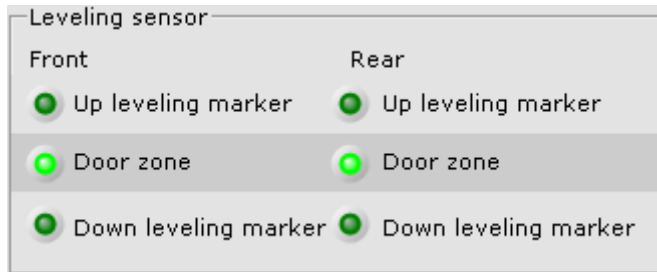 Leveling sensor
Front Rear
Up leveling marker Up leveling marker
Door zone Door zone
Down leveling marker Down leveling marker